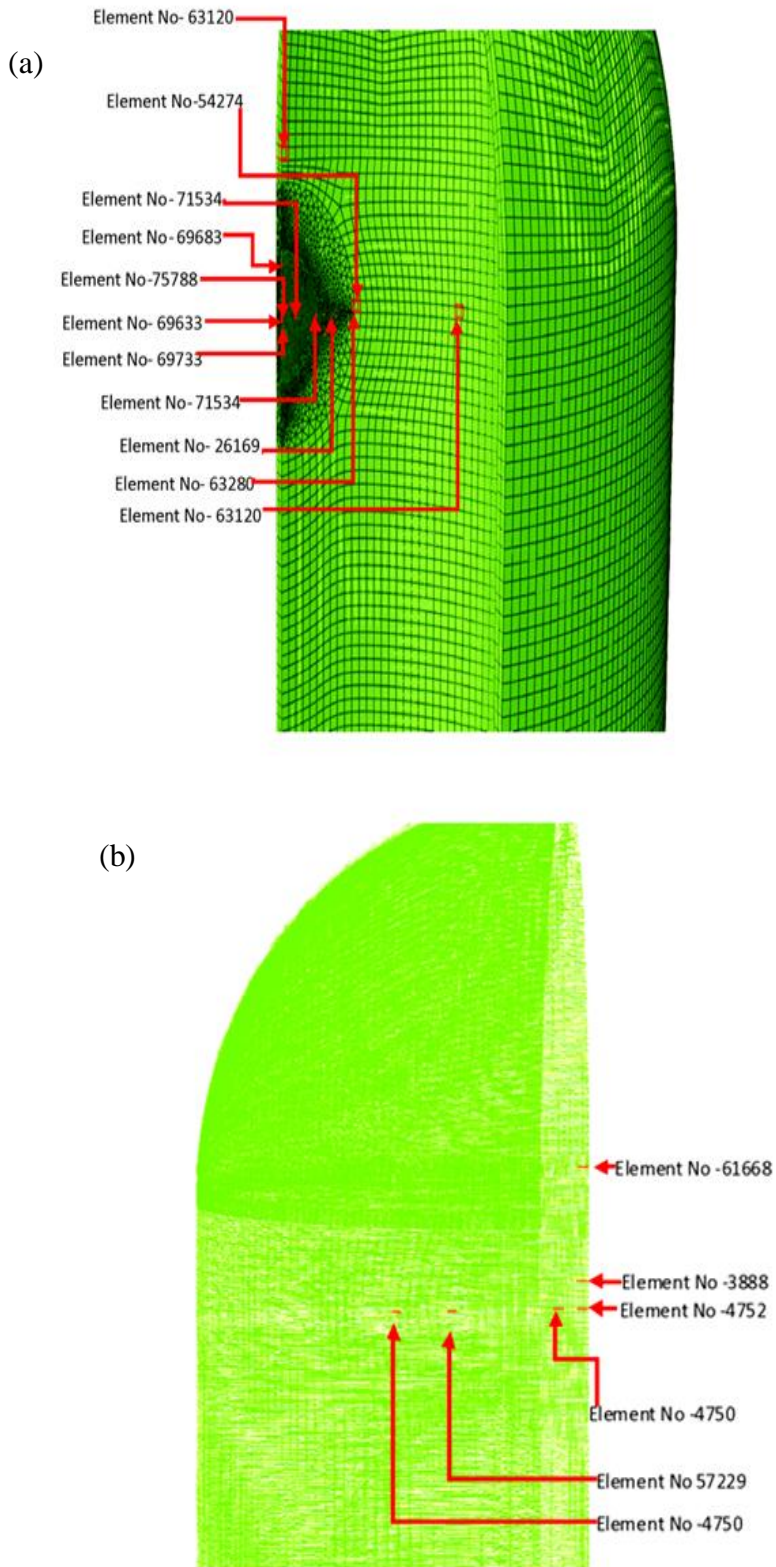 Element No- 63120
(a)
Element No-54274
Element No- 71534
Element No- 69683
Element No-75788
Element No- 69633
Element No- 69733
Element No- 71534
Element No- 26169
Element No- 63280
Element No- 63120
(b)
Element No -61668
Element No -3888
Element No -4752
Element No -4750
Element No 57229
Element No -4750